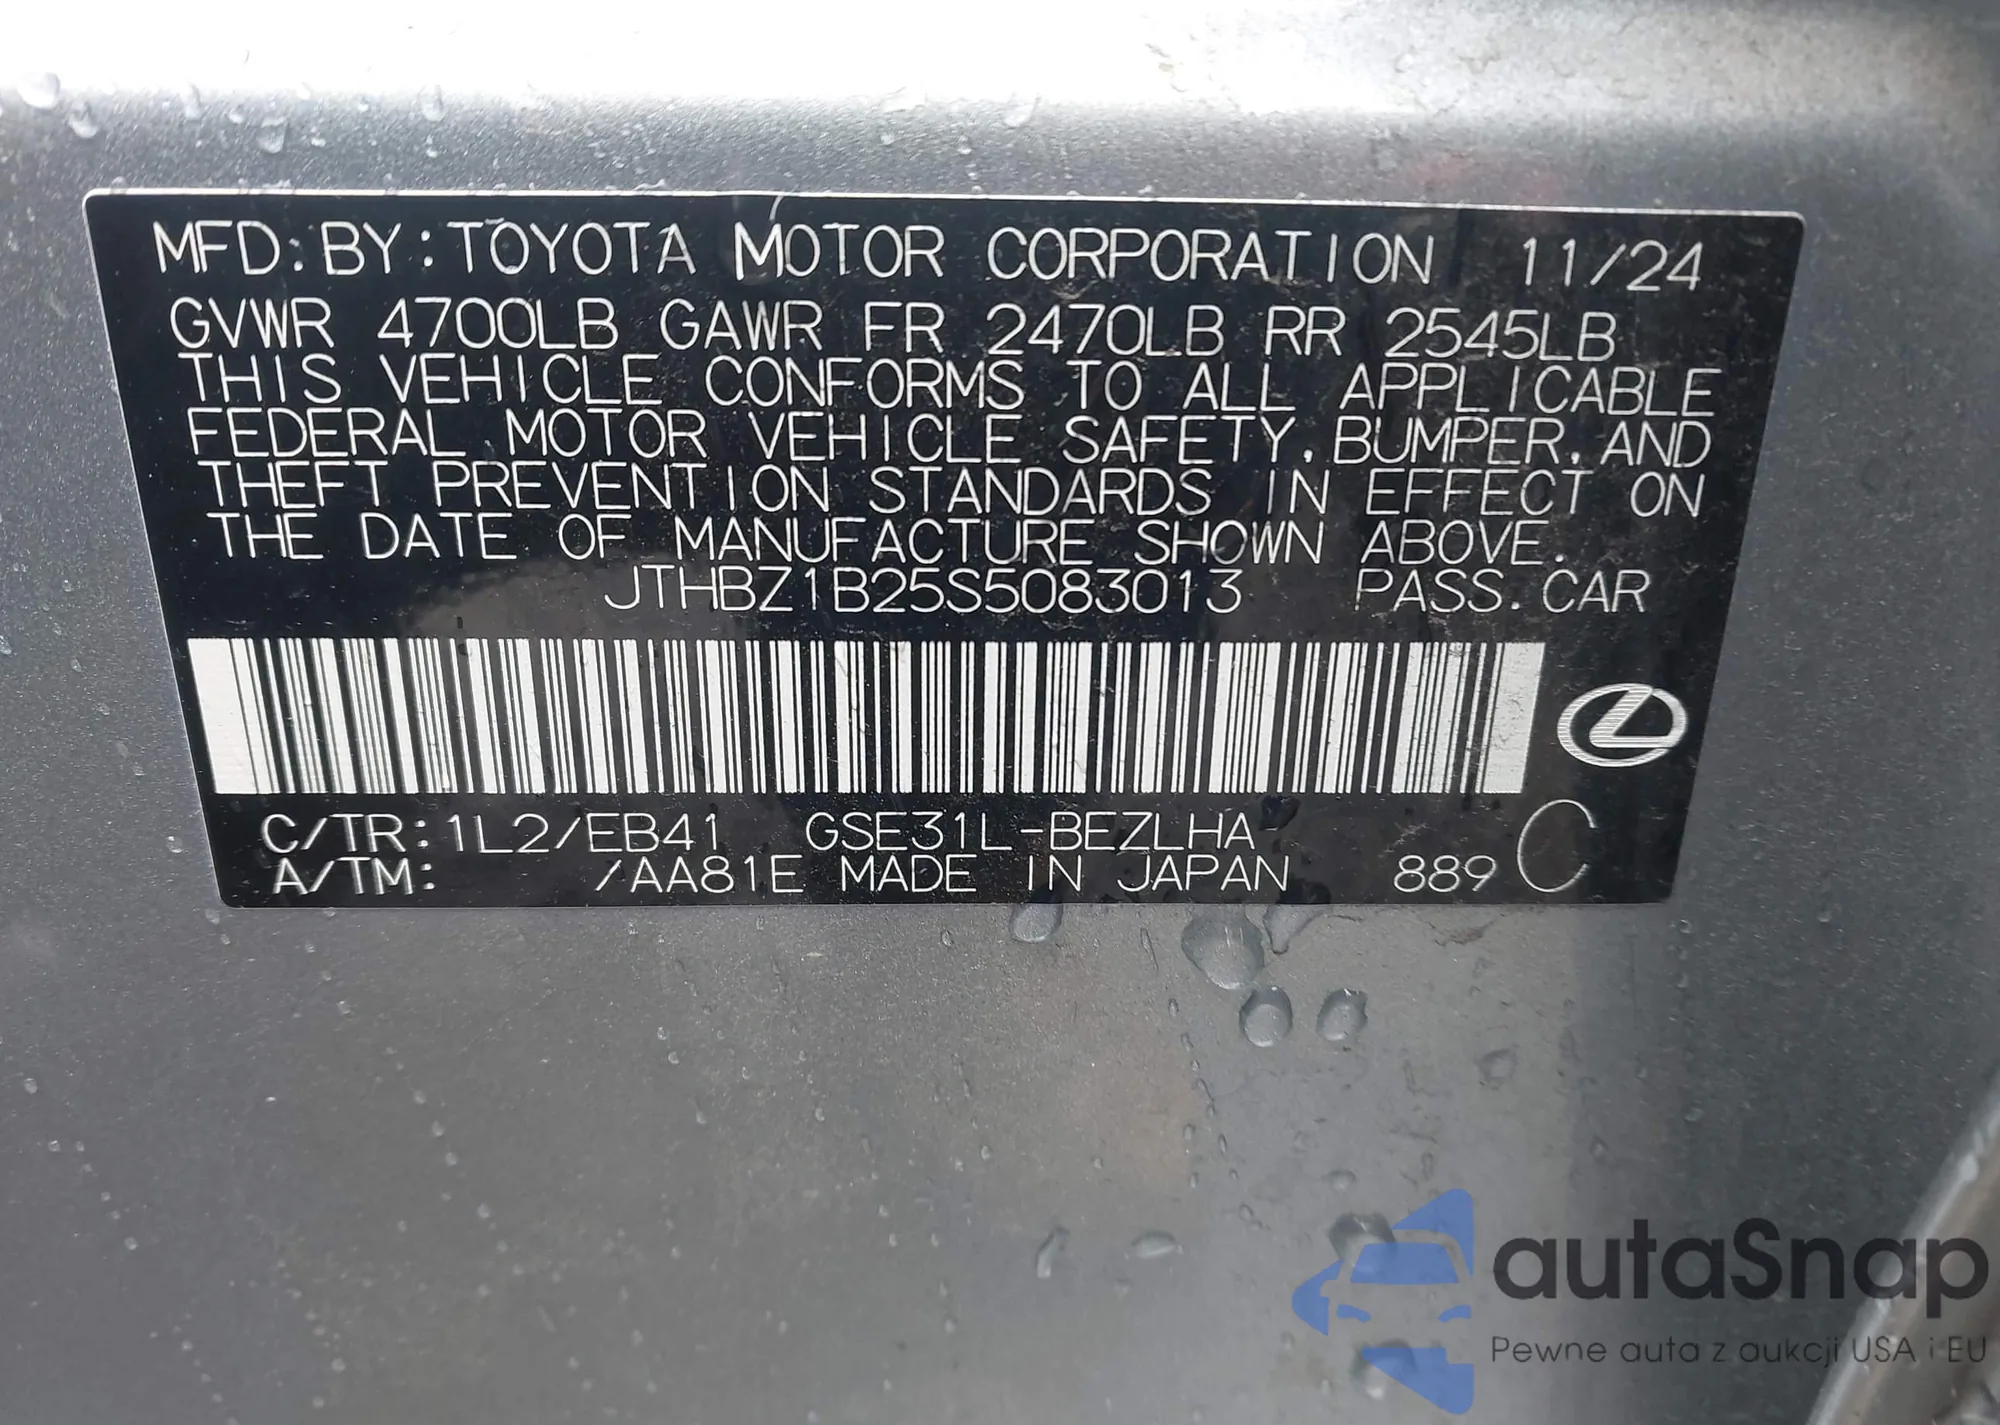 MFD. BY: TOYOTA MOTOR CORPORATION 11/24
GVWR 4700LB GAWR FR 2470LB RR 2545LB
THIS VEHICLE CONFORMS TO ALL APPLICABLE
FEDERAL MOTOR VEHICLE SAFETY, BUMPER, AND
THEFT PREVENTION STANDARDS IN EFFECT ON
THE DATE OF MANUFACTURE SHOWN ABOVE.
JTHBZ1B25S5083013 PASS. CAR
C/TR: 1L2/EB41 GSE31L-BEZLHA
A/TM: /AA81E MADE IN JAPAN 889 C
autaSnap
Pewne auta z aukcji USA i EU